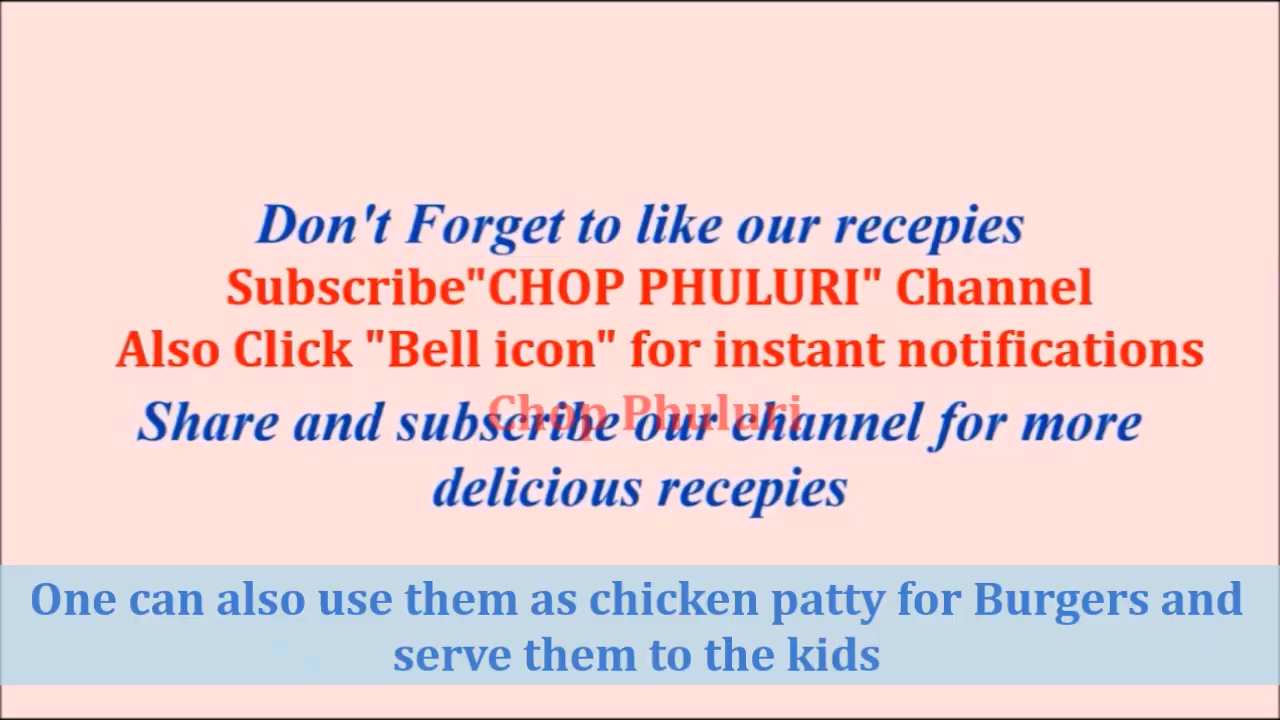 Don't Forget to like our recepies
Subscribe"CHOP PHULURI" Channel
Also Click "Bell icon" for instant notifications
Chop Phuluri
Share and subscribe our channel for more
delicious recepies
One can also use them as chicken patty for Burgers and
serve them to the kids